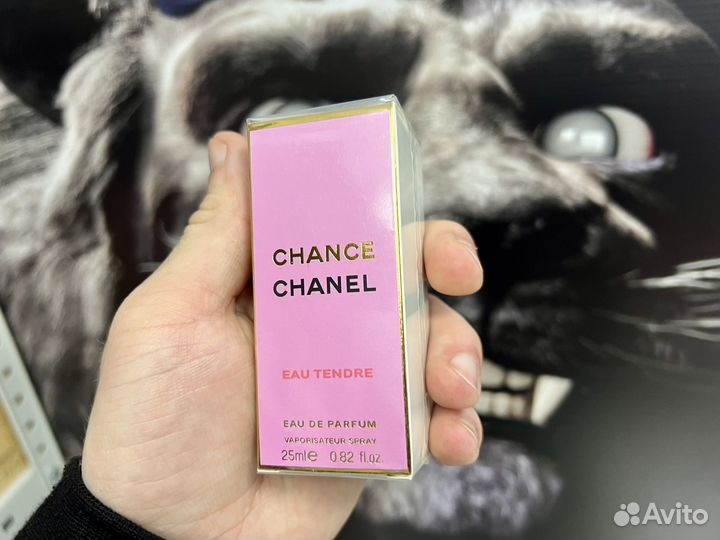 CHANCE
CHANEL
EAU TENDRE
EAU DE PARFUM
VAPORISATEUR SPRAY
25ml℮ 0.82 fl.oz.
Avito